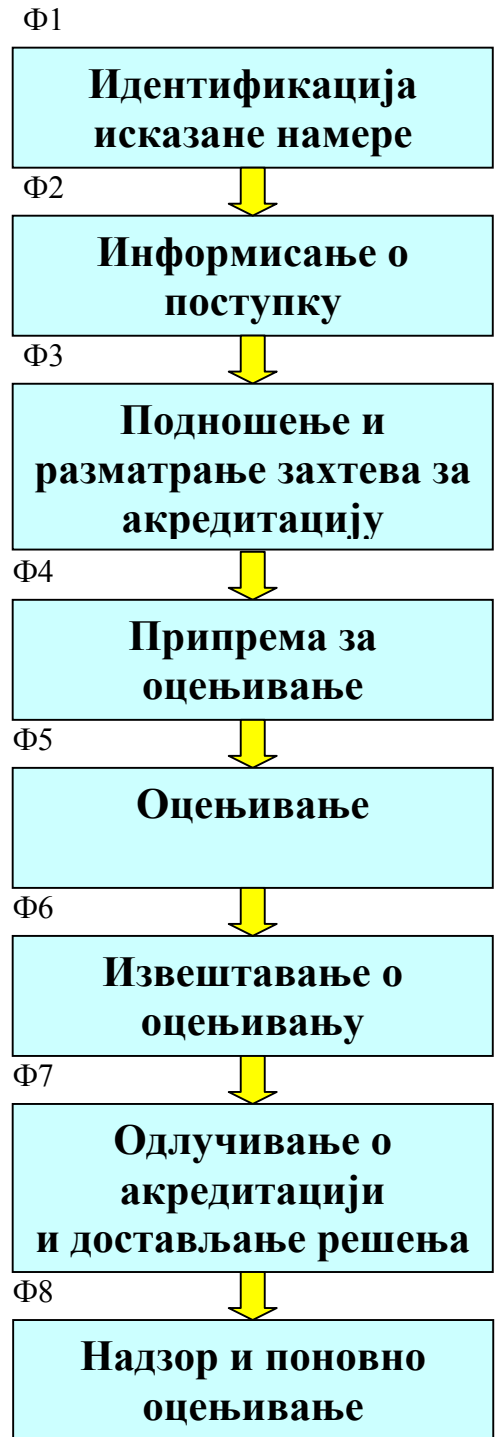 Ф1
Идентификација
исказане намере
Ф2
Информисање о
поступку
Ф3
Подношење и
разматрање захтева за
акредитацију
Ф4
Припрема за
оцењивање
Ф5
Оцењивање
Ф6
Извештавање о
оцењивању
Ф7
Одлучивање о
акредитацији
и достављање решења
Ф8
Надзор и поновно
оцењивање